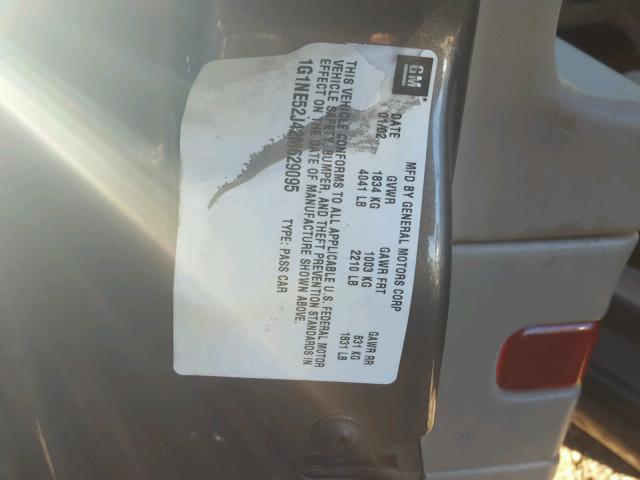 GM
MFD BY GENERAL MOTORS CORP
DATE GVWR GAWR FRT GAWR RR
01/02 1834 KG 1003 KG 831 KG
4041 LB 2210 LB 1831 LB
THIS VEHICLE CONFORMS TO ALL APPLICABLE U.S. FEDERAL MOTOR
VEHICLE SAFETY, BUMPER, AND THEFT PREVENTION STANDARDS IN
EFFECT ON THE DATE OF MANUFACTURE SHOWN ABOVE.
1G1NE52J42M629095 TYPE: PASS CAR